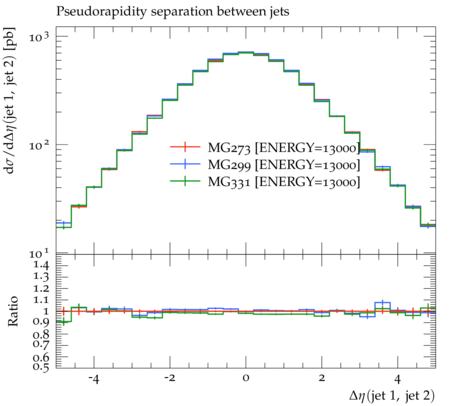 Pseudorapidity separation between jets
dσ/dΔη(jet 1, jet 2) [pb]
10³
10²
10¹
MG273 [ENERGY=13000]
MG299 [ENERGY=13000]
MG331 [ENERGY=13000]
Ratio
1.4
1.3
1.2
1.1
1
0.9
0.8
0.7
0.6
0.5
-4 -2 0 2 4
Δη(jet 1, jet 2)